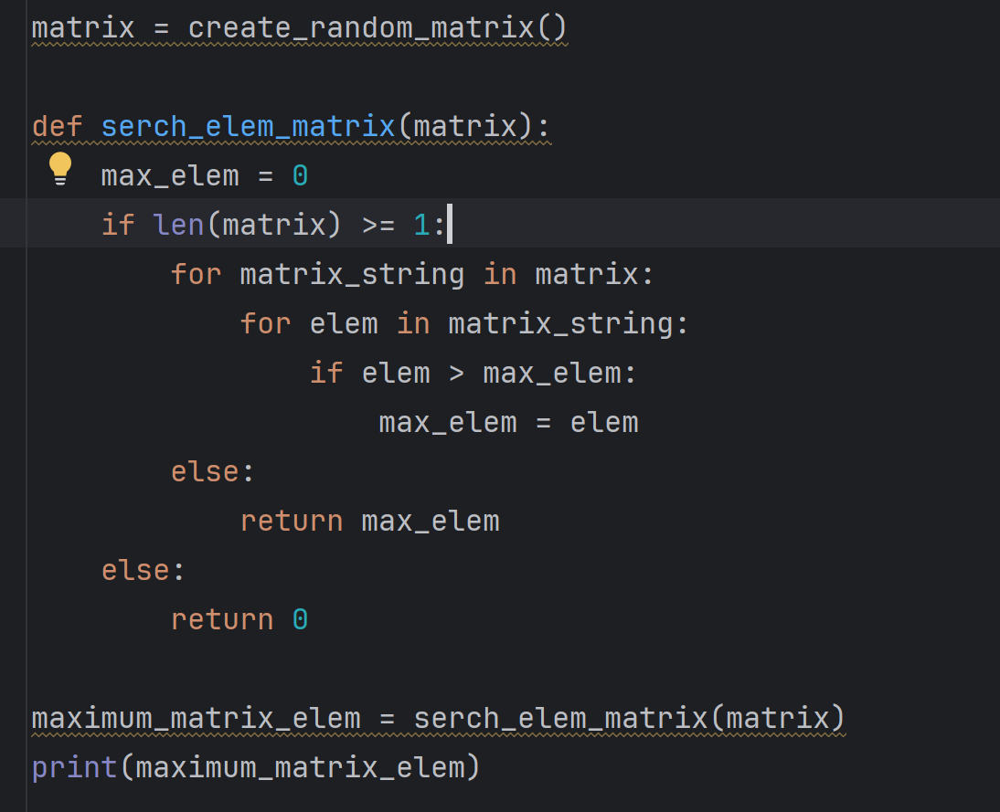 matrix = create_random_matrix()
def serch_elem_matrix(matrix):
    max_elem = 0
    if len(matrix) >= 1:
        for matrix_string in matrix:
            for elem in matrix_string:
                if elem > max_elem:
                    max_elem = elem
        else:
            return max_elem
    else:
        return 0
maximum_matrix_elem = serch_elem_matrix(matrix)
print(maximum_matrix_elem)